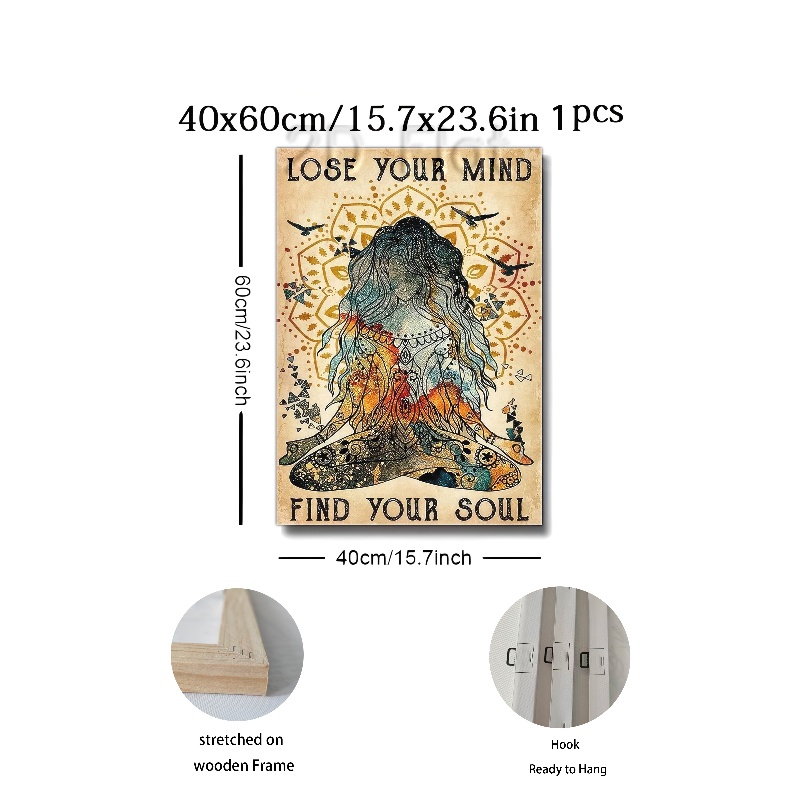 40x60cm/15.7x23.6in 1pcs
LOSE YOUR MIND
60cm/23.6inch
FIND YOUR SOUL
40cm/15.7inch
stretched on
wooden Frame
Hook
Ready to Hang